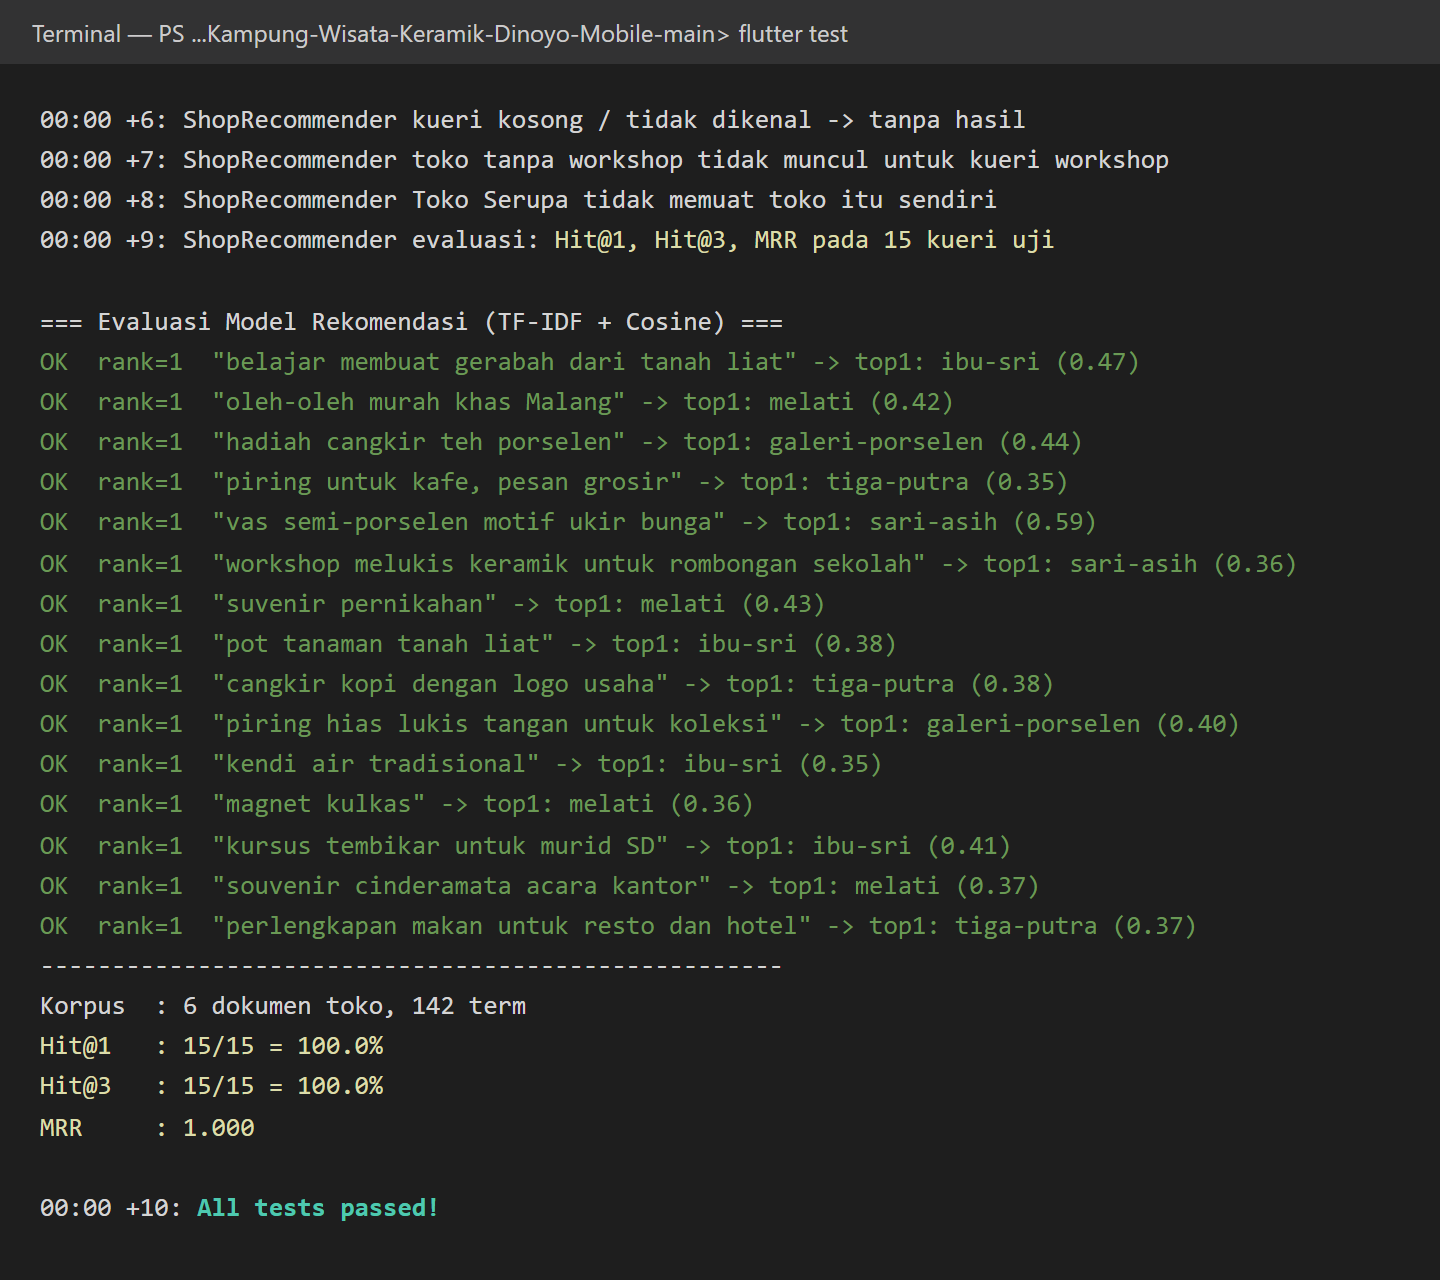 Terminal — PS ...Kampung-Wisata-Keramik-Dinoyo-Mobile-main> flutter test
00:00 +6: ShopRecommender kueri kosong / tidak dikenal -> tanpa hasil
00:00 +7: ShopRecommender toko tanpa workshop tidak muncul untuk kueri workshop
00:00 +8: ShopRecommender Toko Serupa tidak memuat toko itu sendiri
00:00 +9: ShopRecommender evaluasi: Hit@1, Hit@3, MRR pada 15 kueri uji
=== Evaluasi Model Rekomendasi (TF-IDF + Cosine) ===
OK  rank=1  "belajar membuat gerabah dari tanah liat" -> top1: ibu-sri (0.47)
OK  rank=1  "oleh-oleh murah khas Malang" -> top1: melati (0.42)
OK  rank=1  "hadiah cangkir teh porselen" -> top1: galeri-porselen (0.44)
OK  rank=1  "piring untuk kafe, pesan grosir" -> top1: tiga-putra (0.35)
OK  rank=1  "vas semi-porselen motif ukir bunga" -> top1: sari-asih (0.59)
OK  rank=1  "workshop melukis keramik untuk rombongan sekolah" -> top1: sari-asih (0.36)
OK  rank=1  "suvenir pernikahan" -> top1: melati (0.43)
OK  rank=1  "pot tanaman tanah liat" -> top1: ibu-sri (0.38)
OK  rank=1  "cangkir kopi dengan logo usaha" -> top1: tiga-putra (0.38)
OK  rank=1  "piring hias lukis tangan untuk koleksi" -> top1: galeri-porselen (0.40)
OK  rank=1  "kendi air tradisional" -> top1: ibu-sri (0.35)
OK  rank=1  "magnet kulkas" -> top1: melati (0.36)
OK  rank=1  "kursus tembikar untuk murid SD" -> top1: ibu-sri (0.41)
OK  rank=1  "souvenir cinderamata acara kantor" -> top1: melati (0.37)
OK  rank=1  "perlengkapan makan untuk resto dan hotel" -> top1: tiga-putra (0.37)
----------------------------------------------------
Korpus  : 6 dokumen toko, 142 term
Hit@1   : 15/15 = 100.0%
Hit@3   : 15/15 = 100.0%
MRR     : 1.000
00:00 +10: All tests passed!